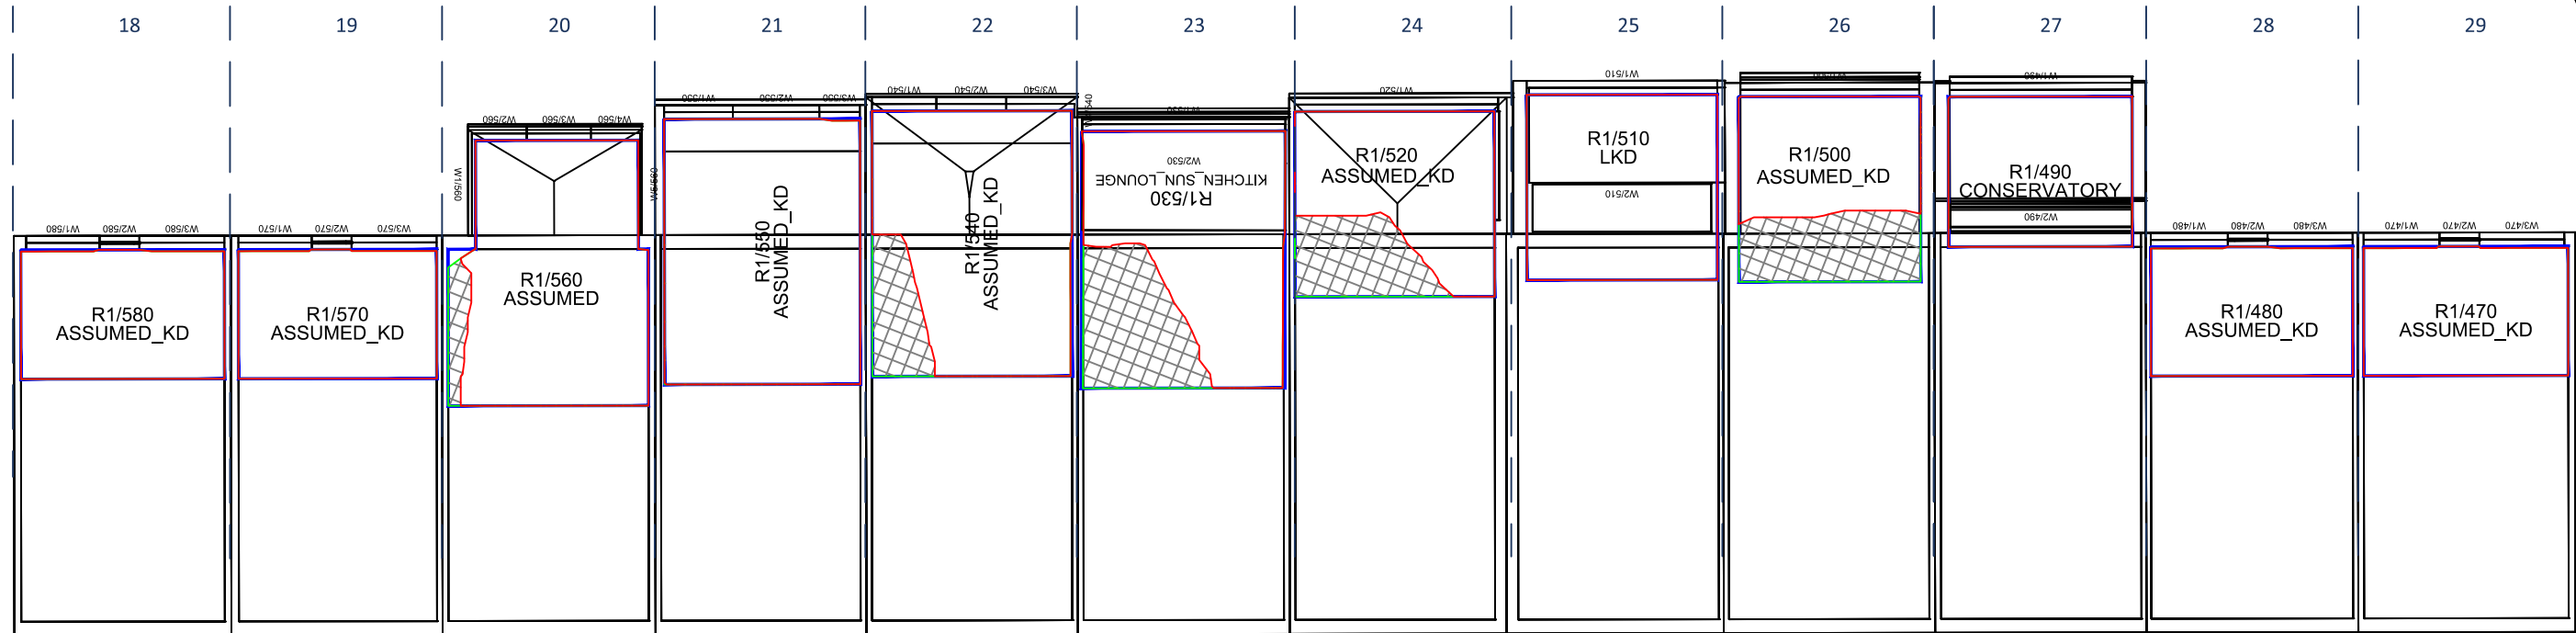 18 19 20 21 22 23 24 25 26 27 28 29
W1/580 W2/580 W3/580
R1/580
ASSUMED_KD
W1/570 W2/570 W3/570
R1/570
ASSUMED_KD
W2/560 W3/560 W4/560
W1/560
W5/560
R1/560
ASSUMED
W1/550 W2/550 W3/550
R1/550
ASSUMED_KD
W1/540 W2/540 W3/540
R1/540
ASSUMED_KD
W1/530
W2/530
R1/530
KITCHEN_SUN_LOUNGE
W1/520
R1/520
ASSUMED_KD
W1/510
R1/510
LKD
W2/510
R1/500
ASSUMED_KD
W1/490
R1/490
CONSERVATORY
W2/490
W1/480 W2/480 W3/480
R1/480
ASSUMED_KD
W1/470 W2/470 W3/470
R1/470
ASSUMED_KD